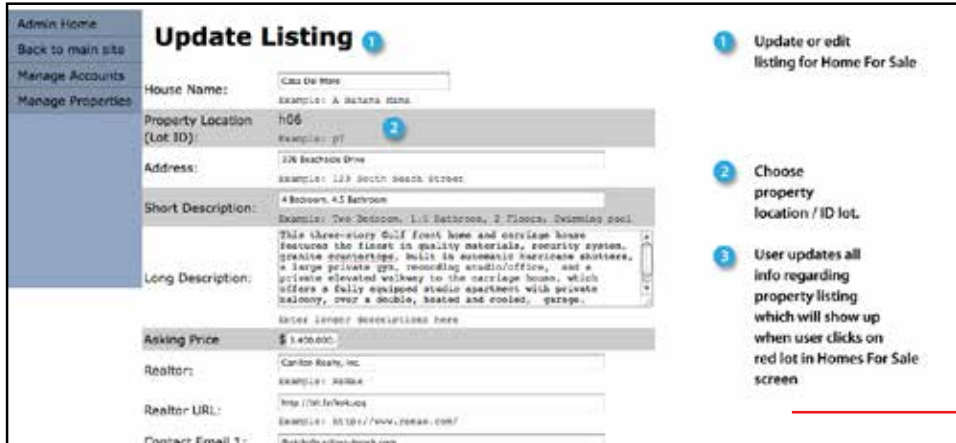 Admin Home
Back to main site
Manage Accounts
Manage Properties
Update Listing 1
House Name:
Casa Del Mare
Example: A Banana Mama
Property Location
(Lot ID):
h06
Example: p7
2
Address:
Beachside Drive
Example: 123 South Beach Street
Short Description:
4 Bedroom, 4.5 Bathroom
Example: Two Bedroom, 1.5 Bathroom, 2 Floors, Swimming pool
Long Description:
This three-story Gulf front home and carriage house
features the finest in quality materials, security system,
granite countertops, built in automatic hurricane shutters,
a large private gym, recording studio/office, and a
private elevated walkway to the carriage house, which
offers a fully equipped studio apartment with private
balcony, over a double, heated and cooled, garage.
Enter longer descriptions here
Asking Price
$
Realtor:
Realty, Inc.
Example: ReMax
Realtor URL:
Example: http://www.remax.com/
Contact Email 1:
1 Update or edit
listing for Home For Sale
2 Choose
property
location / ID lot.
3 User updates all
info regarding
property listing
which will show up
when user clicks on
red lot in Homes For Sale
screen